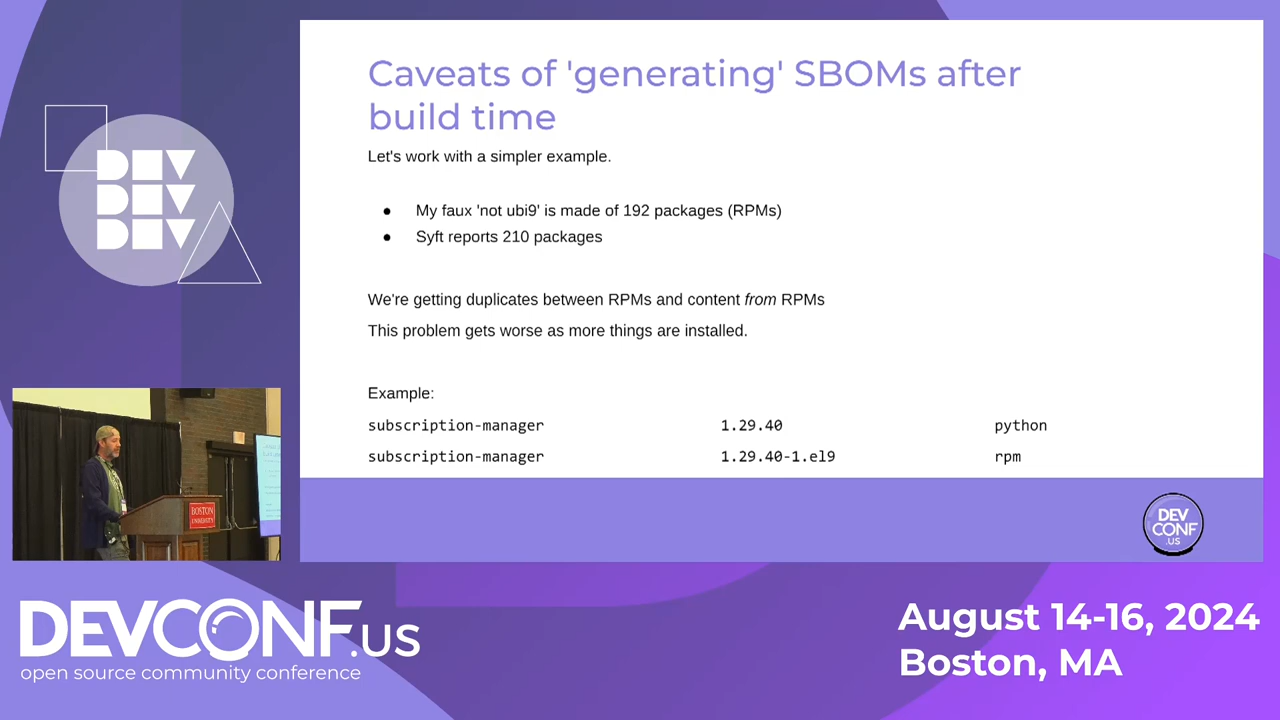 Caveats of 'generating' SBOMs after
build time
Let's work with a simpler example.
● My faux 'not ubi9' is made of 192 packages (RPMs)
● Syft reports 210 packages
We're getting duplicates between RPMs and content from RPMs
This problem gets worse as more things are installed.
Example:
subscription-manager 1.29.40 python
subscription-manager 1.29.40-1.el9 rpm
DEV
CONF
.US
DEV
DEV
DEV
BOSTON
UNIVERSITY
DEVCONF.US
open source community conference
August 14-16, 2024
Boston, MA